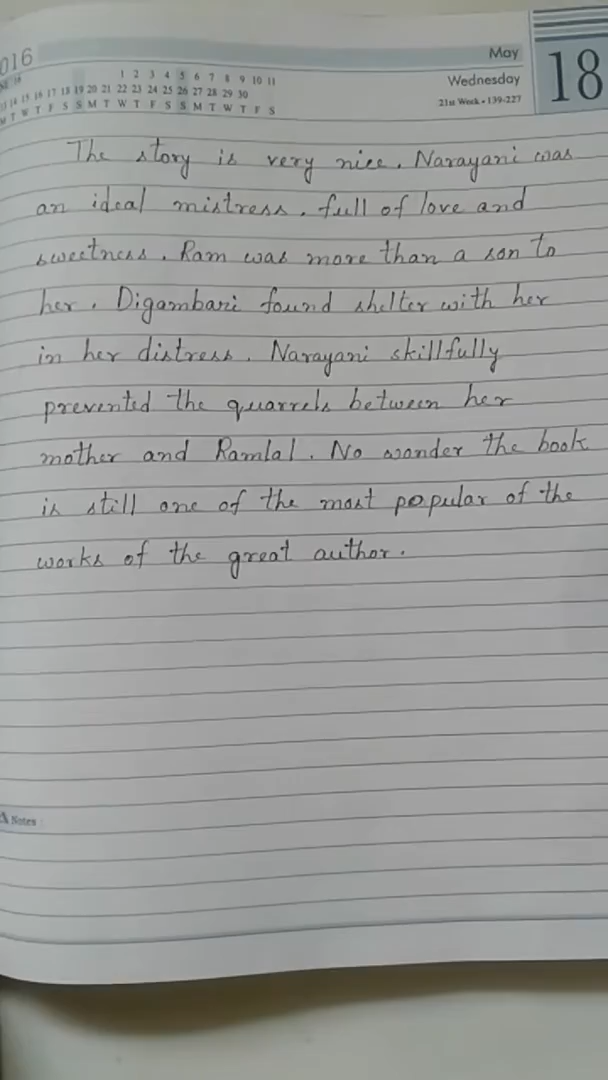 016
May
18
1 2 3 4 5 6 7 8 9 10 11
Wednesday
13 14 15 16 17 18 19 20 21 22 23 24 25 26 27 28 29 30
21st Week • 139-227
M T W T F S S M T W T F S S M T W T F S
The story is very nice. Narayani was
an ideal mistress, full of love and
sweetness. Ram was more than a son to
her. Digambari found shelter with her
in her distress. Narayani skillfully
prevented the quarrels between her
mother and Ramlal. No wonder the book
is still one of the most popular of the
works of the great author.
Notes